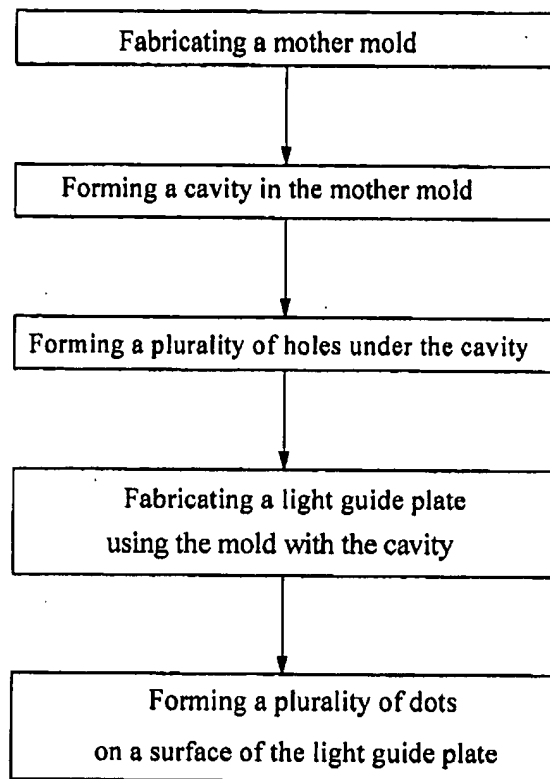 Fabricating a mother mold
Forming a cavity in the mother mold
Forming a plurality of holes under the cavity
Fabricating a light guide plate
using the mold with the cavity
Forming a plurality of dots
on a surface of the light guide plate